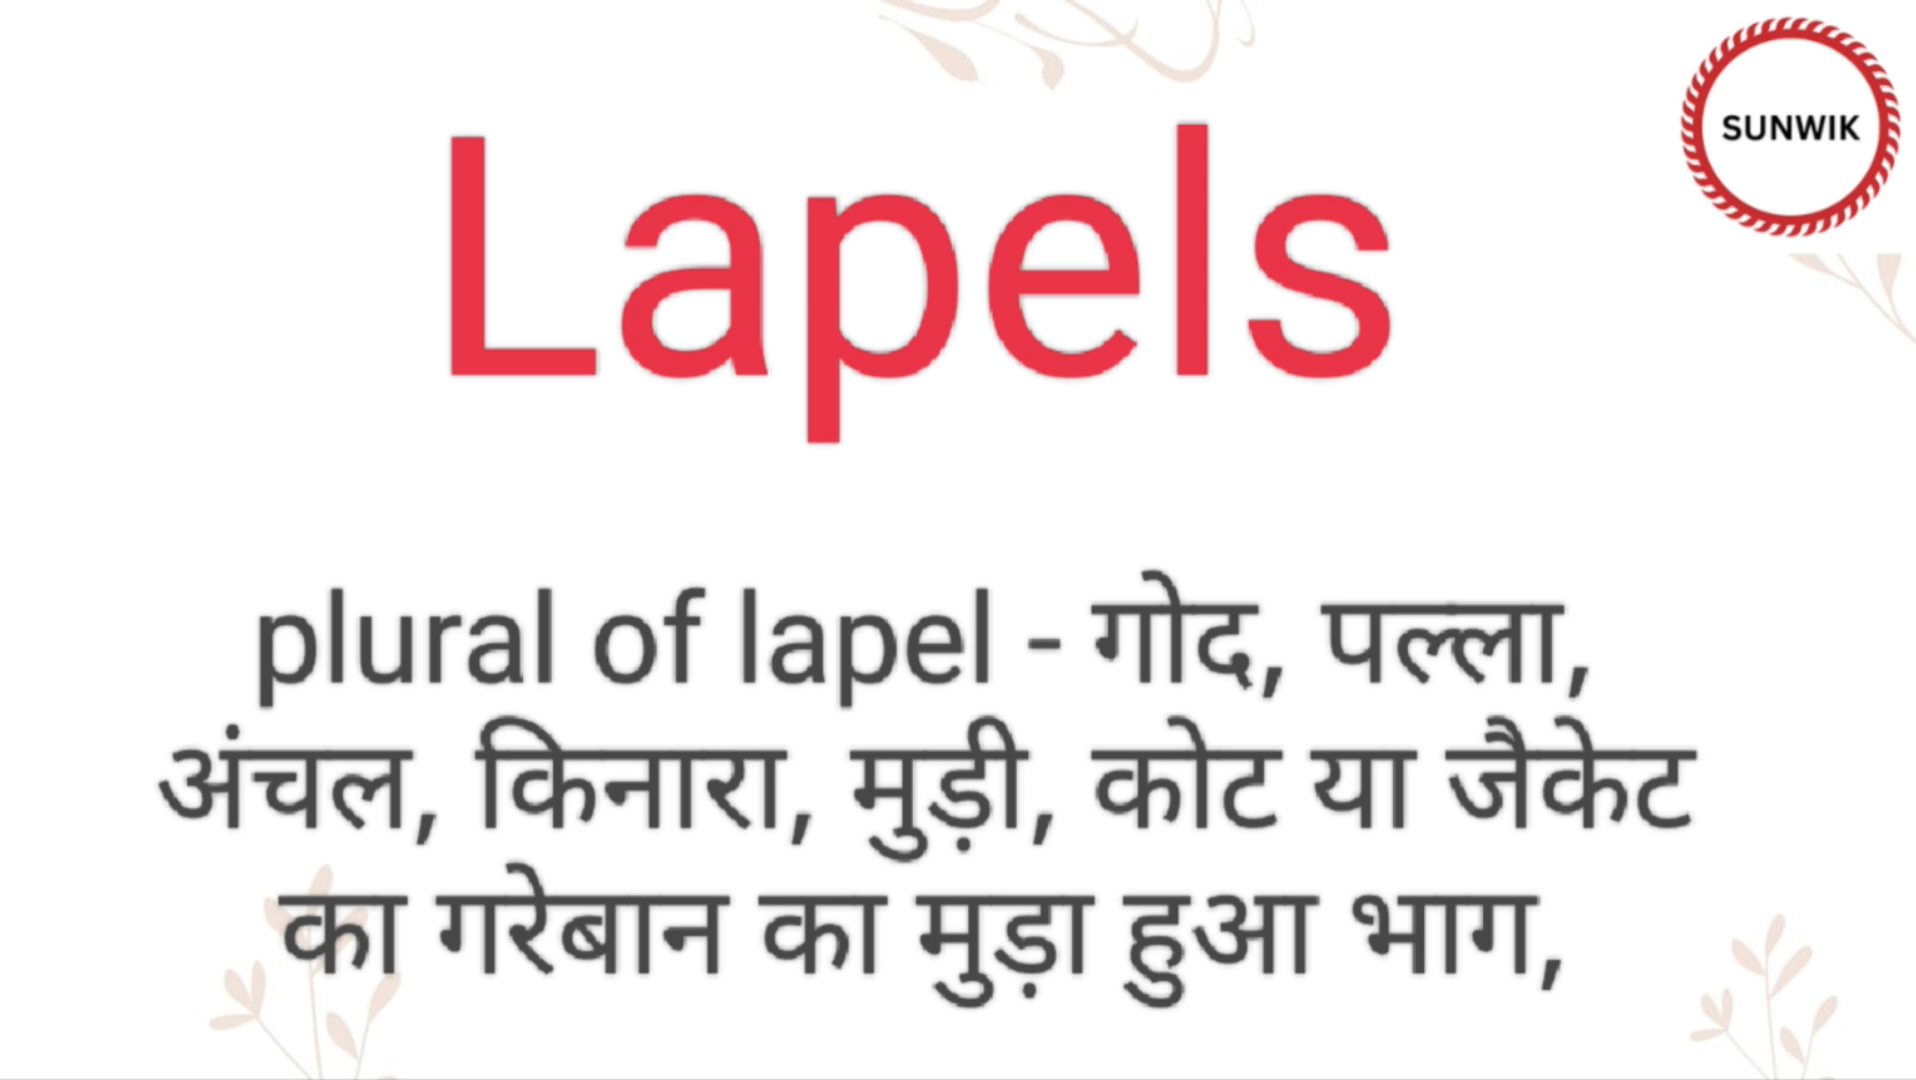 SUNWIK
Lapels
plural of lapel - गोद, पल्ला,
अंचल, किनारा, मुड़ी, कोट या जैकेट
का गरेबान का मुड़ा हुआ भाग,